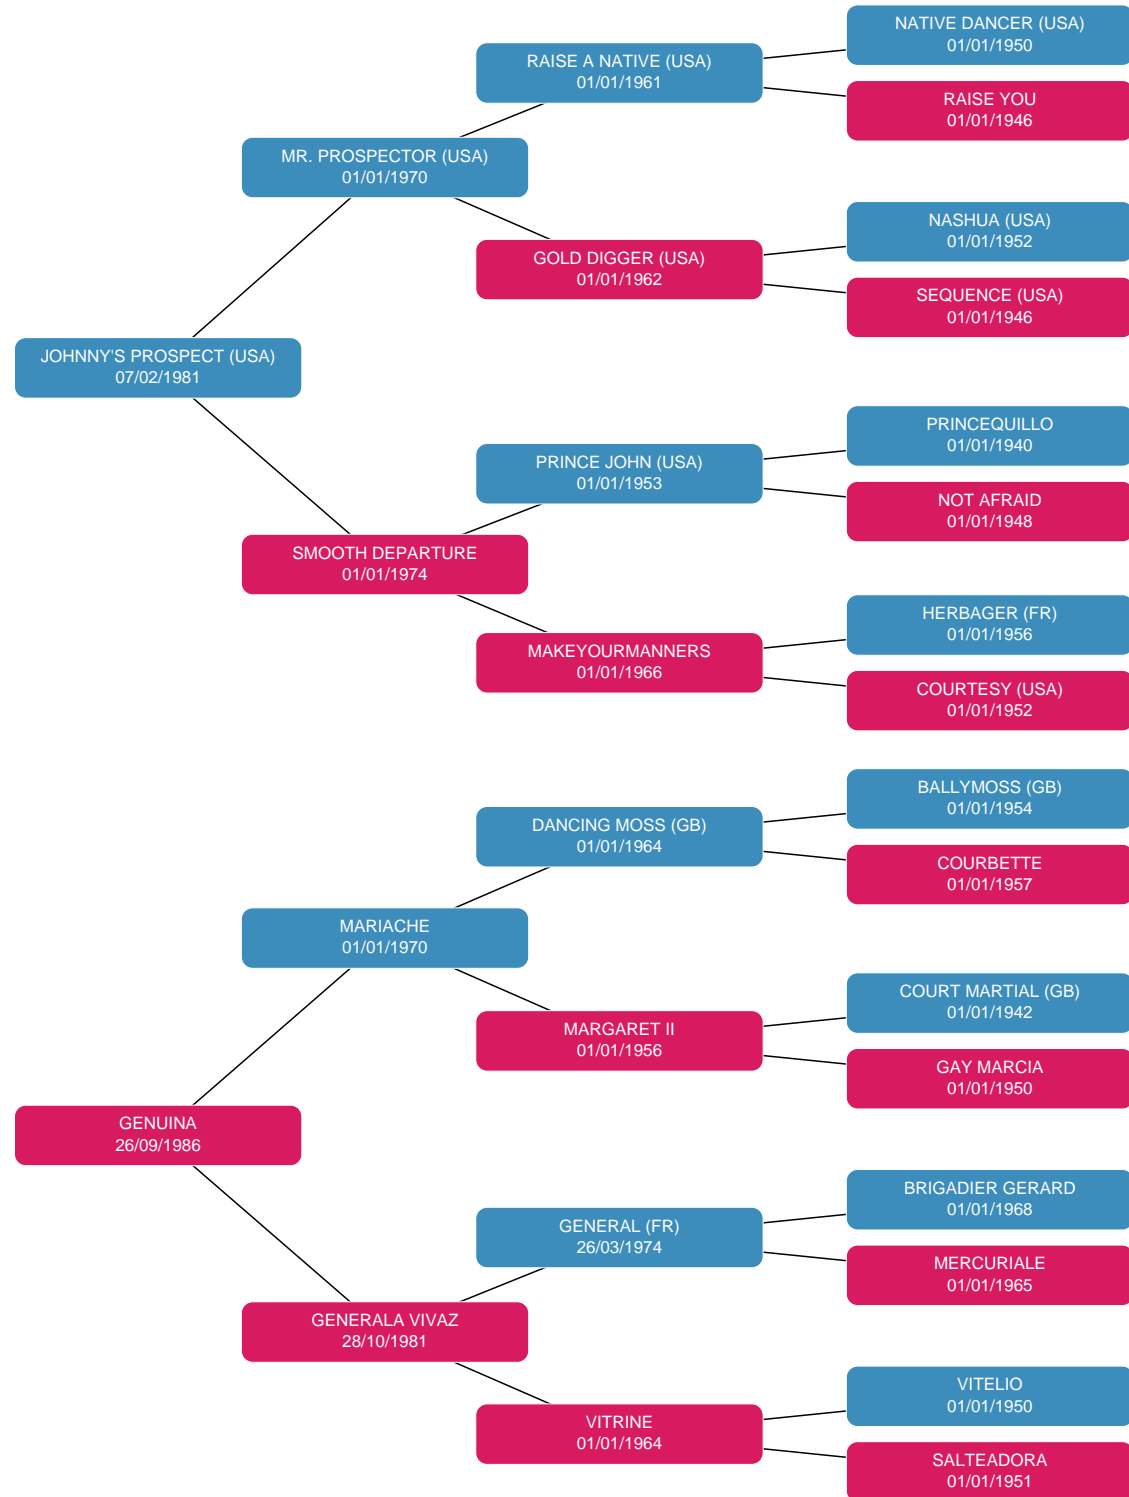 NATIVE DANCER (USA)
01/01/1950
RAISE A NATIVE (USA)
01/01/1961
RAISE YOU
01/01/1946
MR. PROSPECTOR (USA)
01/01/1970
NASHUA (USA)
01/01/1952
GOLD DIGGER (USA)
01/01/1962
SEQUENCE (USA)
01/01/1946
JOHNNY'S PROSPECT (USA)
07/02/1981
PRINCEQUILLO
01/01/1940
PRINCE JOHN (USA)
01/01/1953
NOT AFRAID
01/01/1948
SMOOTH DEPARTURE
01/01/1974
HERBAGER (FR)
01/01/1956
MAKEYOURMANNERS
01/01/1966
COURTESY (USA)
01/01/1952
BALLYMOSS (GB)
01/01/1954
DANCING MOSS (GB)
01/01/1964
COURBETTE
01/01/1957
MARIACHE
01/01/1970
COURT MARTIAL (GB)
01/01/1942
MARGARET II
01/01/1956
GAY MARCIA
01/01/1950
GENUINA
26/09/1986
BRIGADIER GERARD
01/01/1968
GENERAL (FR)
26/03/1974
MERCURIALE
01/01/1965
GENERALA VIVAZ
28/10/1981
VITELIO
01/01/1950
VITRINE
01/01/1964
SALTEADORA
01/01/1951